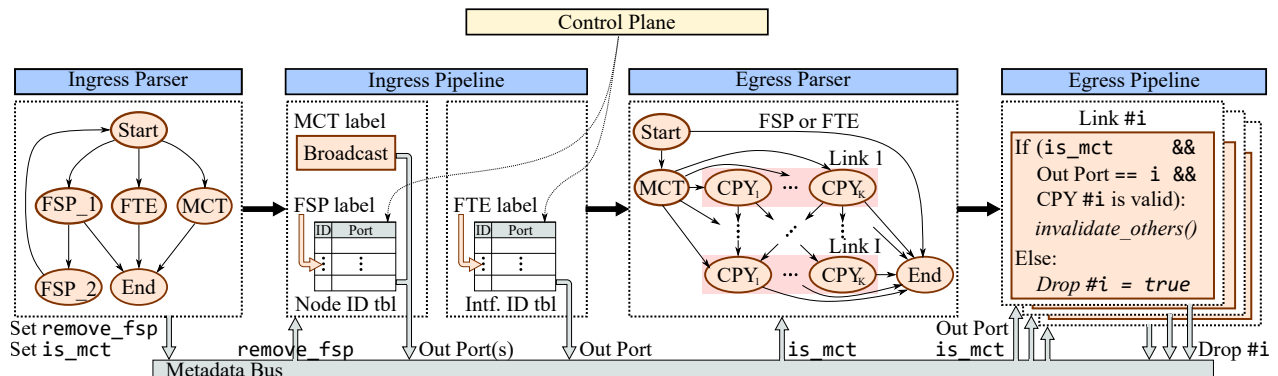 Control Plane
Ingress Parser
Ingress Pipeline
Egress Parser
Egress Pipeline
Start
FSP_1
FTE
MCT
FSP_2
End
Set remove_fsp
Set is_mct
MCT label
Broadcast
FSP label
ID Port
Node ID tbl
FTE label
ID Port
Intf. ID tbl
remove_fsp
Out Port(s)
Out Port
Start
FSP or FTE
Link 1
MCT
CPY1 ... CPYK
Link I
CPY1 ... CPYK
End
is_mct
Link #i
If (is_mct &&
Out Port == i &&
CPY #i is valid):
invalidate_others()
Else:
Drop #i = true
Out Port
is_mct
Drop #i
Metadata Bus